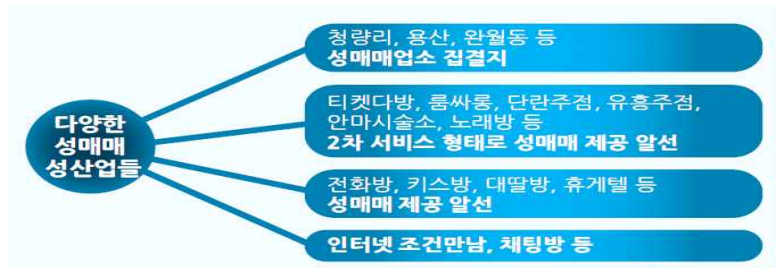 다양한
성매매
성산업들
청량리, 용산, 완월동 등
성매매업소 집결지
티켓다방, 룸싸롱, 단란주점, 유흥주점,
안마시술소, 노래방 등
2차 서비스 형태로 성매매 제공 알선
전화방, 키스방, 대딸방, 휴게텔 등
성매매 제공 알선
인터넷 조건만남, 채팅방 등